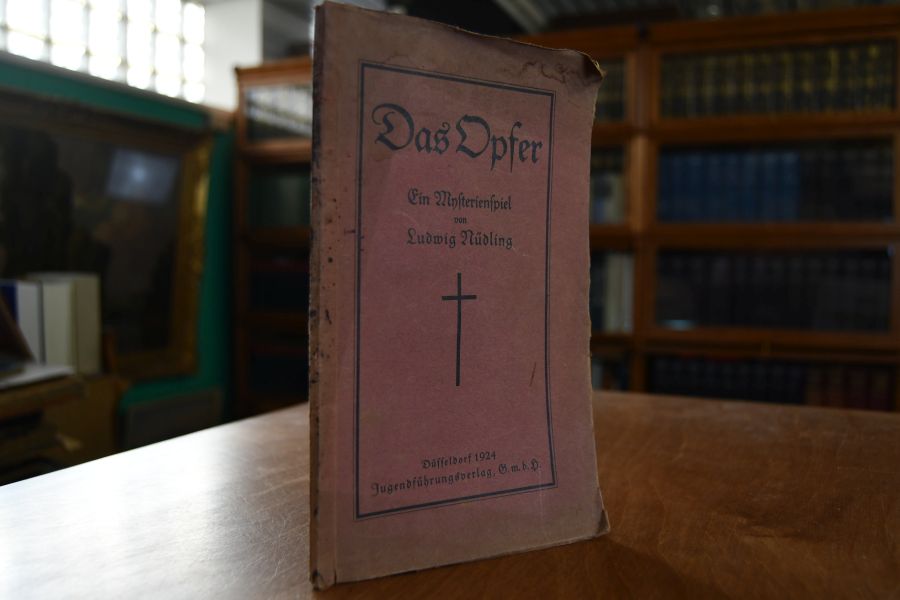 Das Opfer
Ein Mysterienspiel
von
Ludwig Nüdling
Düsseldorf 1924
Jugendführungsverlag, G.m.b.H.